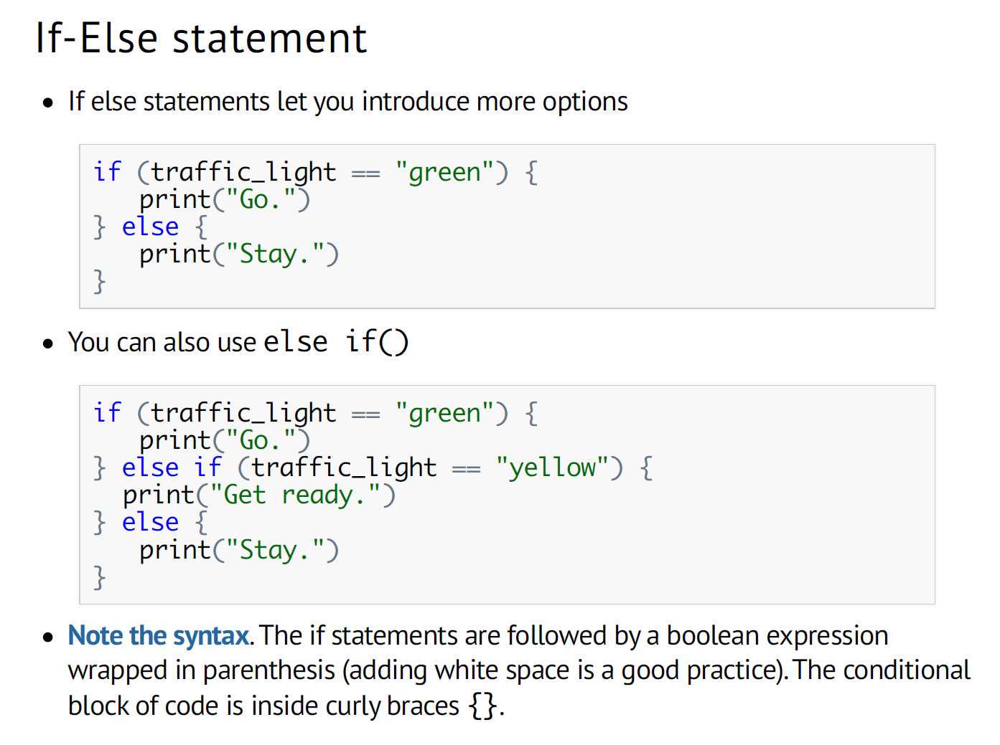 If-Else statement
• If else statements let you introduce more options
if (traffic_light == "green") {
   print("Go.")
} else {
   print("Stay.")
}
• You can also use else if()
if (traffic_light == "green") {
   print("Go.")
} else if (traffic_light == "yellow") {
  print("Get ready.")
} else {
   print("Stay.")
}
• Note the syntax. The if statements are followed by a boolean expression
wrapped in parenthesis (adding white space is a good practice). The conditional
block of code is inside curly braces {}.